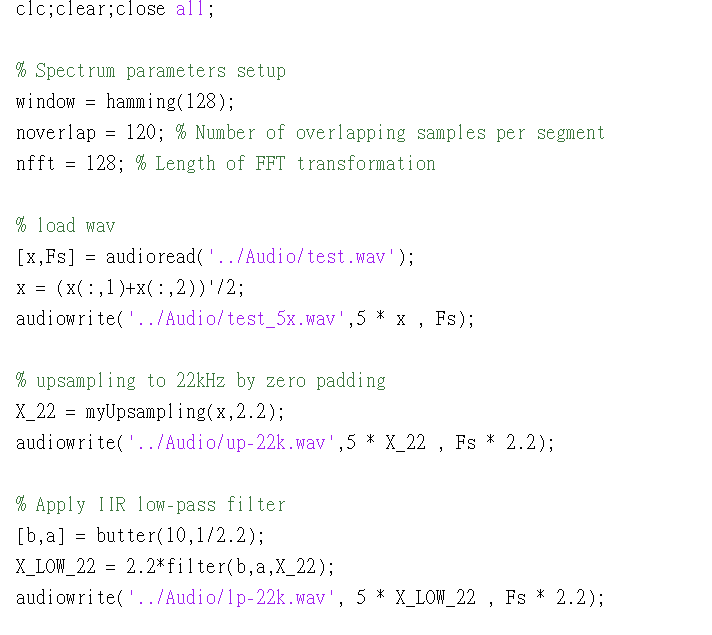 clc;clear;close all;
% Spectrum parameters setup
window = hamming(128);
noverlap = 120; % Number of overlapping samples per segment
nfft = 128; % Length of FFT transformation
% load wav
[x,Fs] = audioread('../Audio/test.wav');
x = (x(:,1)+x(:,2))'/2;
audiowrite('../Audio/test_5x.wav',5 * x , Fs);
% upsampling to 22kHz by zero padding
X_22 = myUpsampling(x,2.2);
audiowrite('../Audio/up-22k.wav',5 * X_22 , Fs * 2.2);
% Apply IIR low-pass filter
[b,a] = butter(10,1/2.2);
X_LOW_22 = 2.2*filter(b,a,X_22);
audiowrite('../Audio/lp-22k.wav', 5 * X_LOW_22 , Fs * 2.2);